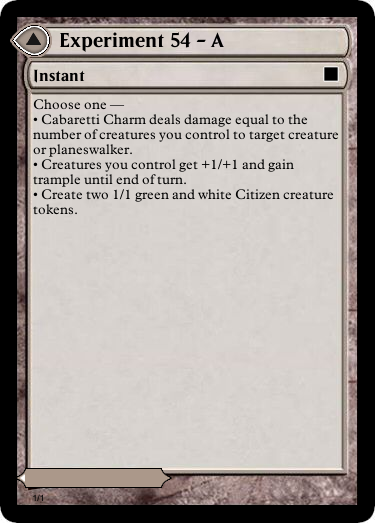 Experiment 54 – A
Instant
Choose one —
• Cabaretti Charm deals damage equal to the
number of creatures you control to target creature
or planeswalker.
• Creatures you control get +1/+1 and gain
trample until end of turn.
• Create two 1/1 green and white Citizen creature
tokens.
1/1